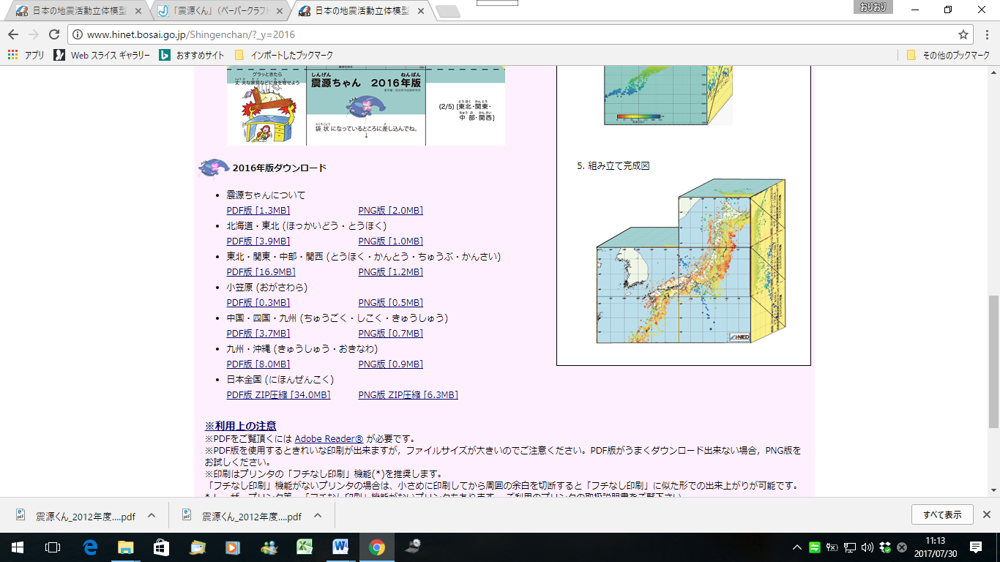 日本の地震活動立体模型
「震源くん」（ペーパークラフト
日本の地震活動立体模型
おりおり
www.hinet.bosai.go.jp/Shingenchan/?_y=2016
アプリ
Web スライス ギャラリー
おすすめサイト
インポートしたブックマーク
その他のブックマーク
グラッときたら
丈夫な家具などに身を寄せよう
しんげん ねんばん
震源ちゃん 2016年版
ふくろじょう さ
袋状になっているところに差し込んでね。
↓
とうほく かんとう
(2/5) [東北・関東・
ちゅうぶ かんさい
中部・関西]
2016年版ダウンロード
• 震源ちゃんについて
PDF版 [1.3MB] PNG版 [2.0MB]
• 北海道・東北 (ほっかいどう・とうほく)
PDF版 [3.9MB] PNG版 [1.0MB]
• 東北・関東・中部・関西 (とうほく・かんとう・ちゅうぶ・かんさい)
PDF版 [16.9MB] PNG版 [1.2MB]
• 小笠原 (おがさわら)
PDF版 [0.3MB] PNG版 [0.5MB]
• 中国・四国・九州 (ちゅうごく・しこく・きゅうしゅう)
PDF版 [3.7MB] PNG版 [0.7MB]
• 九州・沖縄 (きゅうしゅう・おきなわ)
PDF版 [8.0MB] PNG版 [0.9MB]
• 日本全国 (にほんぜんこく)
PDF版 ZIP圧縮 [34.0MB] PNG版 ZIP圧縮 [6.3MB]
5. 組み立て完成図
NIED
※利用上の注意
※PDFをご覧頂くには Adobe Reader® が必要です。
※PDF版を使用するときれいな印刷が出来ますが，ファイルサイズが大きいのでご注意ください。PDF版がうまくダウンロード出来ない場合，PNG版を
お試しください。
※印刷はプリンタの「フチなし印刷」機能(*)を推奨します。
「フチなし印刷」機能がないプリンタの場合は、小さめに印刷してから周囲の余白を切断すると「フチなし印刷」に似た形での出来上がりが可能です。
震源くん_2012年度....pdf
震源くん_2012年度....pdf
すべて表示
11:13
2017/07/30